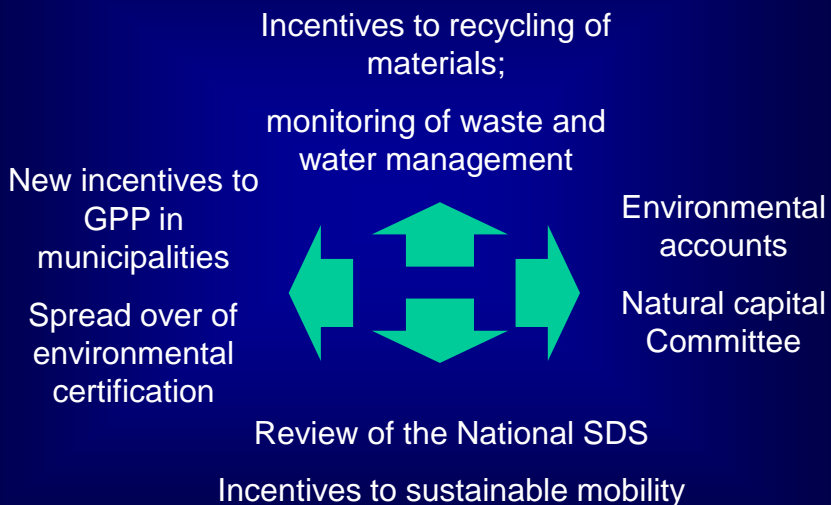 Incentives to recycling of
materials;
monitoring of waste and
water management
New incentives to
GPP in
municipalities
Spread over of
environmental
certification
Environmental
accounts
Natural capital
Committee
Review of the National SDS
Incentives to sustainable mobility